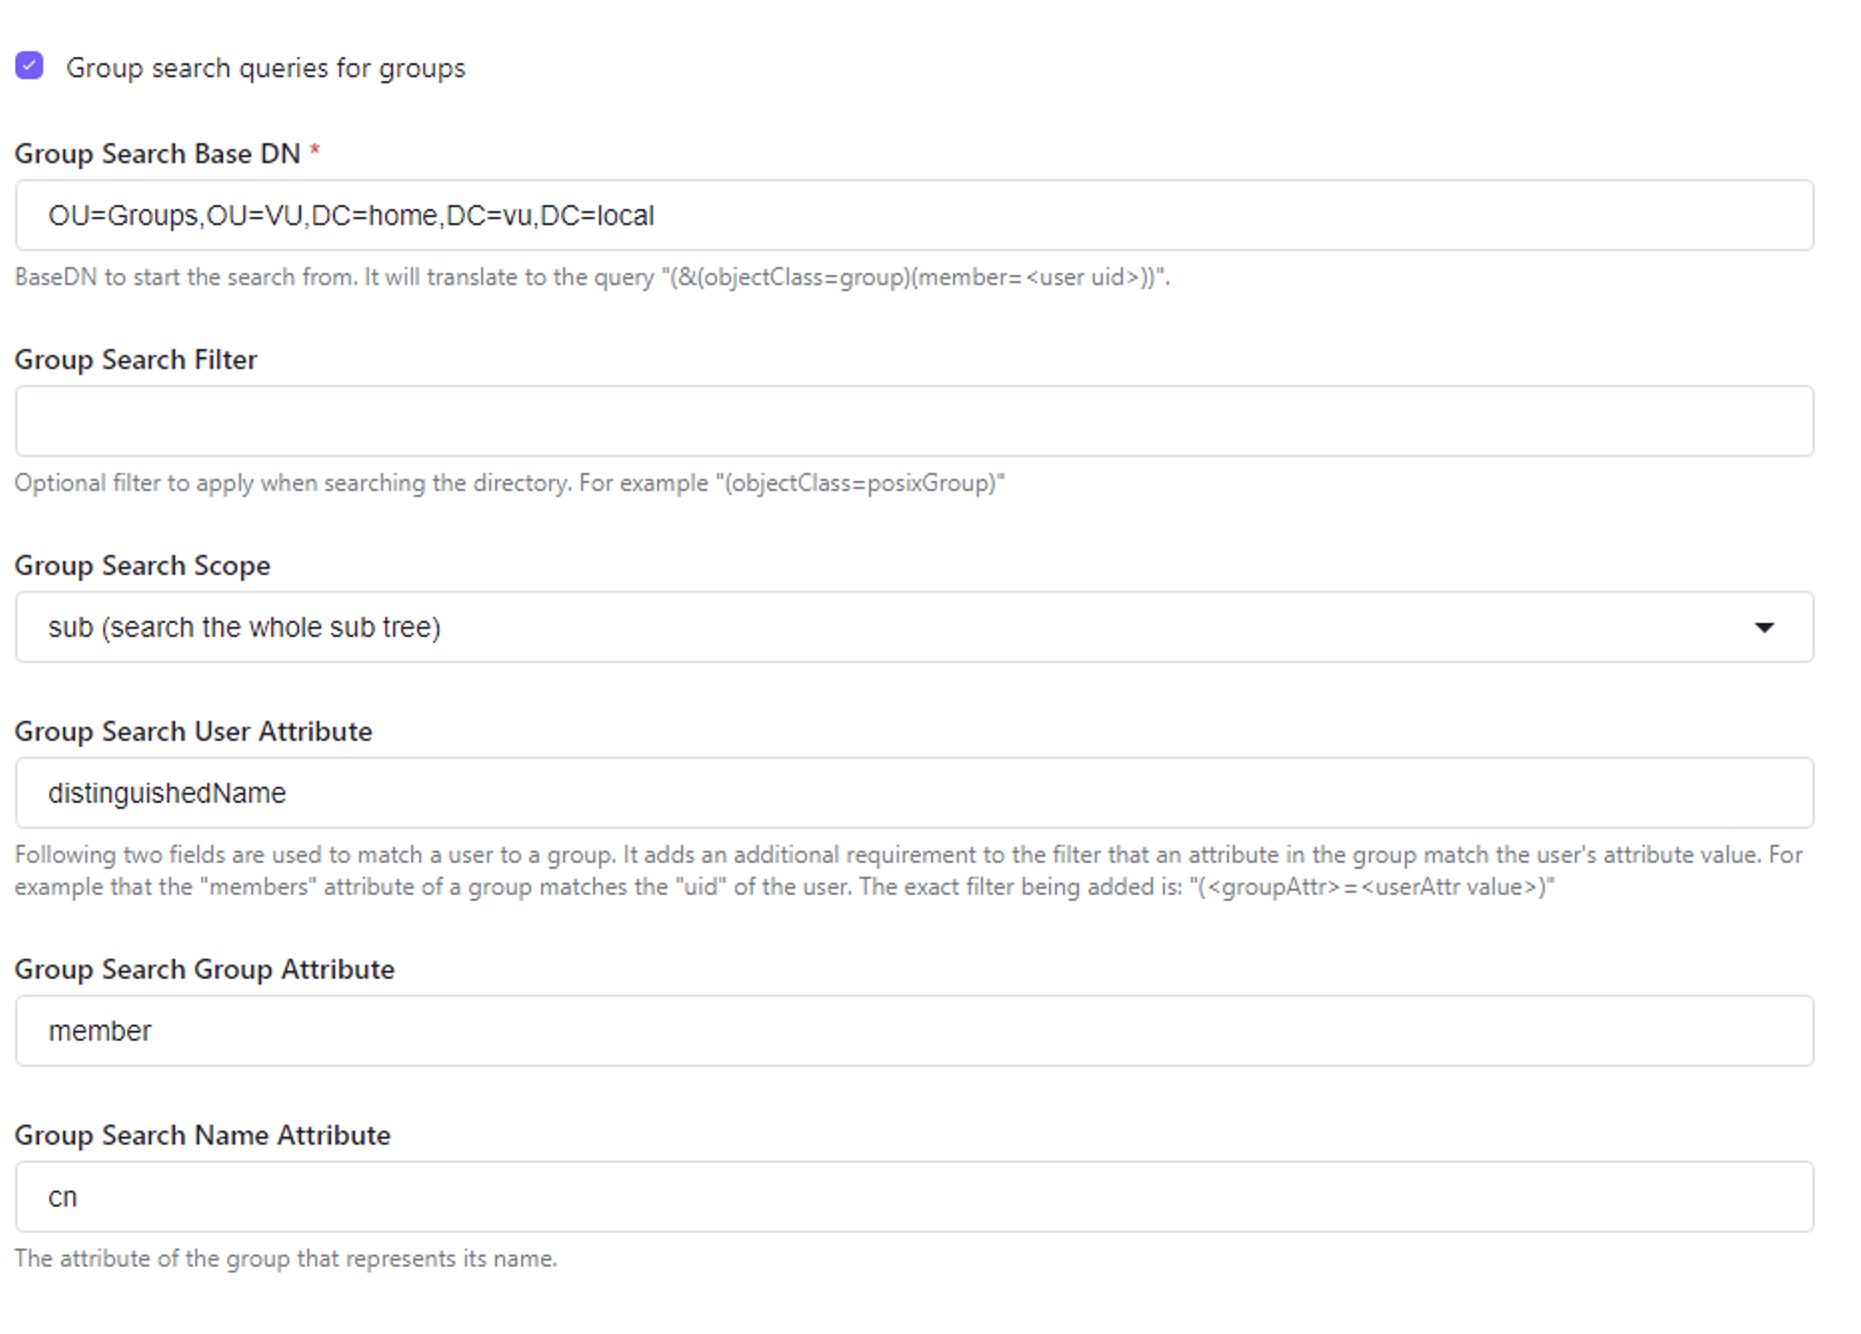 Group search queries for groups
Group Search Base DN *
OU=Groups,OU=VU,DC=home,DC=vu,DC=local
BaseDN to start the search from. It will translate to the query "(&(objectClass=group)(member=<user uid>))".
Group Search Filter
Optional filter to apply when searching the directory. For example "(objectClass=posixGroup)"
Group Search Scope
sub (search the whole sub tree)
Group Search User Attribute
distinguishedName
Following two fields are used to match a user to a group. It adds an additional requirement to the filter that an attribute in the group match the user's attribute value. For
example that the "members" attribute of a group matches the "uid" of the user. The exact filter being added is: "(<groupAttr>=<userAttr value>)"
Group Search Group Attribute
member
Group Search Name Attribute
cn
The attribute of the group that represents its name.